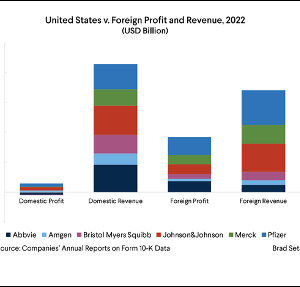 United States v. Foreign Profit and Revenue, 2022
(USD Billion)
Domestic Profit Domestic Revenue Foreign Profit Foreign Revenue
Abbvie Amgen Bristol Myers Squibb Johnson&Johnson Merck Pfizer
ource: Companies' Annual Reports on Form 10-K Data Brad Set